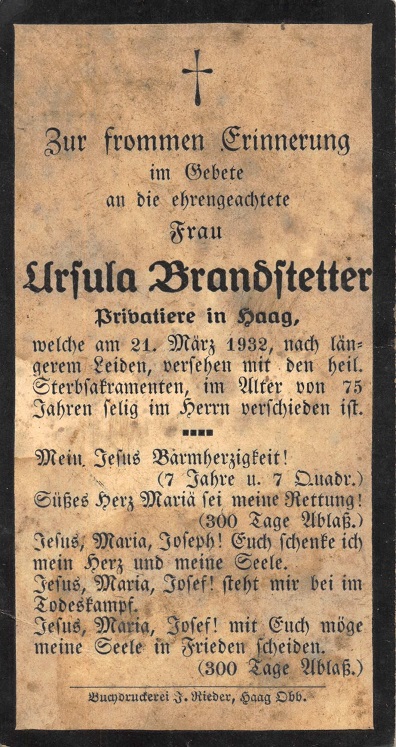 Zur frommen Erinnerung
im Gebete
an die ehrengeachtete
Frau
Ursula Brandstetter
Privatiere in Haag,
welche am 21. März 1932, nach län-
gerem Leiden, versehen mit den heil.
Sterbsakramenten, im Alter von 75
Jahren selig im Herrn verschieden ist.
Mein Jesus Barmherzigkeit!
(7 Jahre u. 7 Quadr.)
Süßes Herz Mariä sei meine Rettung!
(300 Tage Ablaß.)
Jesus, Maria, Joseph! Euch schenke ich
mein Herz und meine Seele.
Jesus, Maria, Josef! steht mir bei im
Todeskampf.
Jesus, Maria, Josef! mit Euch möge
meine Seele in Frieden scheiden.
(300 Tage Ablaß.)
Buchdruckerei J. Rieder, Haag Obb.